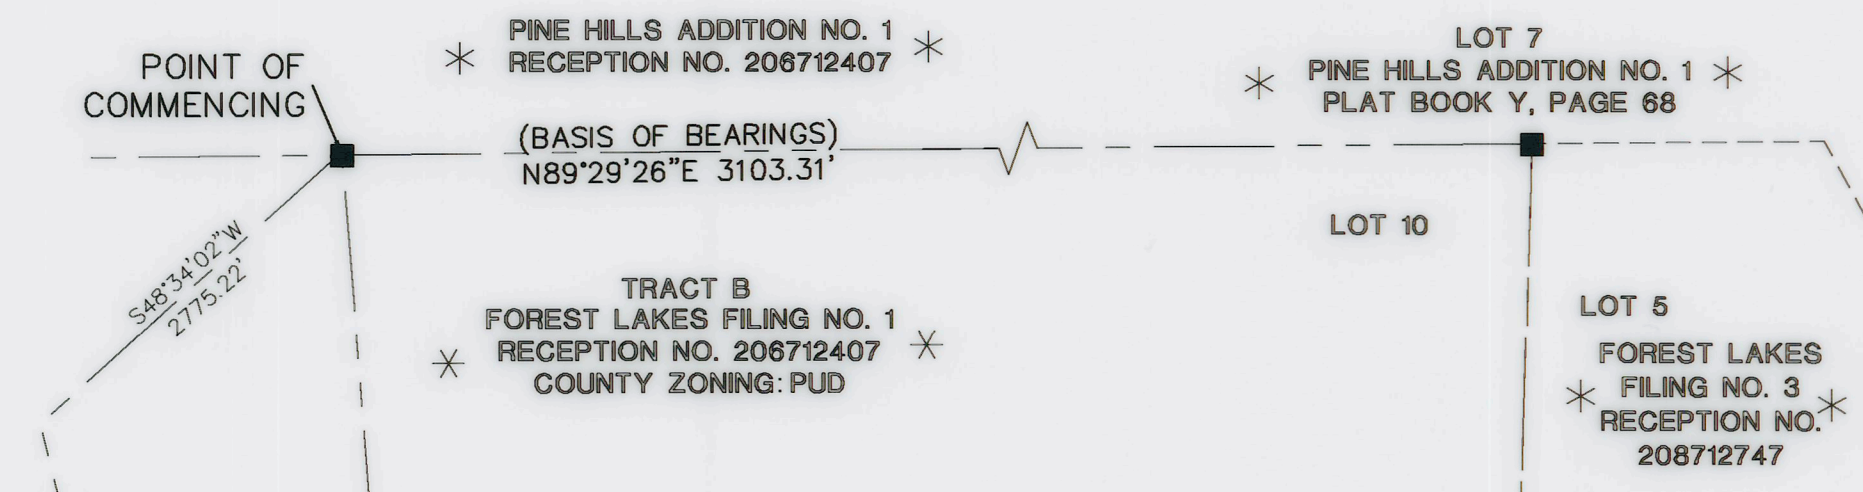 POINT OF
COMMENCING
PINE HILLS ADDITION NO. 1
RECEPTION NO. 206712407
LOT 7
PINE HILLS ADDITION NO. 1
PLAT BOOK Y, PAGE 68
(BASIS OF BEARINGS)
N89°29'26"E 3103.31'
LOT 10
S48°34'02"W
2775.22'
TRACT B
FOREST LAKES FILING NO. 1
RECEPTION NO. 206712407
COUNTY ZONING: PUD
LOT 5
FOREST LAKES
FILING NO. 3
RECEPTION NO.
208712747